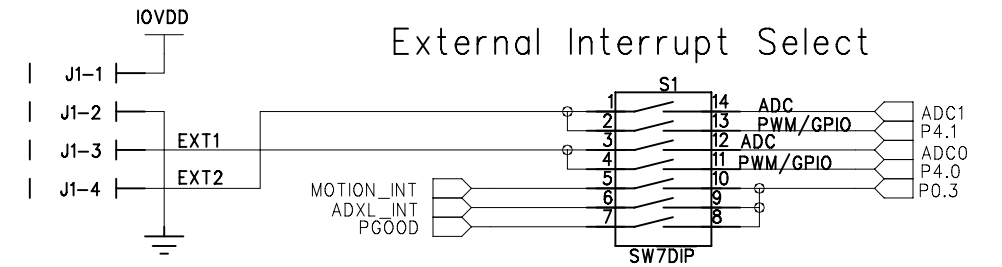 IOVDD
External Interrupt Select
J1-1
S1
J1-2
1
14
ADC
ADC1
2
13
PWM/GPIO
P4.1
J1-3
EXT1
3
12
ADC
ADC0
4
11
PWM/GPIO
P4.0
J1-4
EXT2
MOTION_INT
5
10
P0.3
ADXL_INT
6
9
PGOOD
7
8
SW7DIP